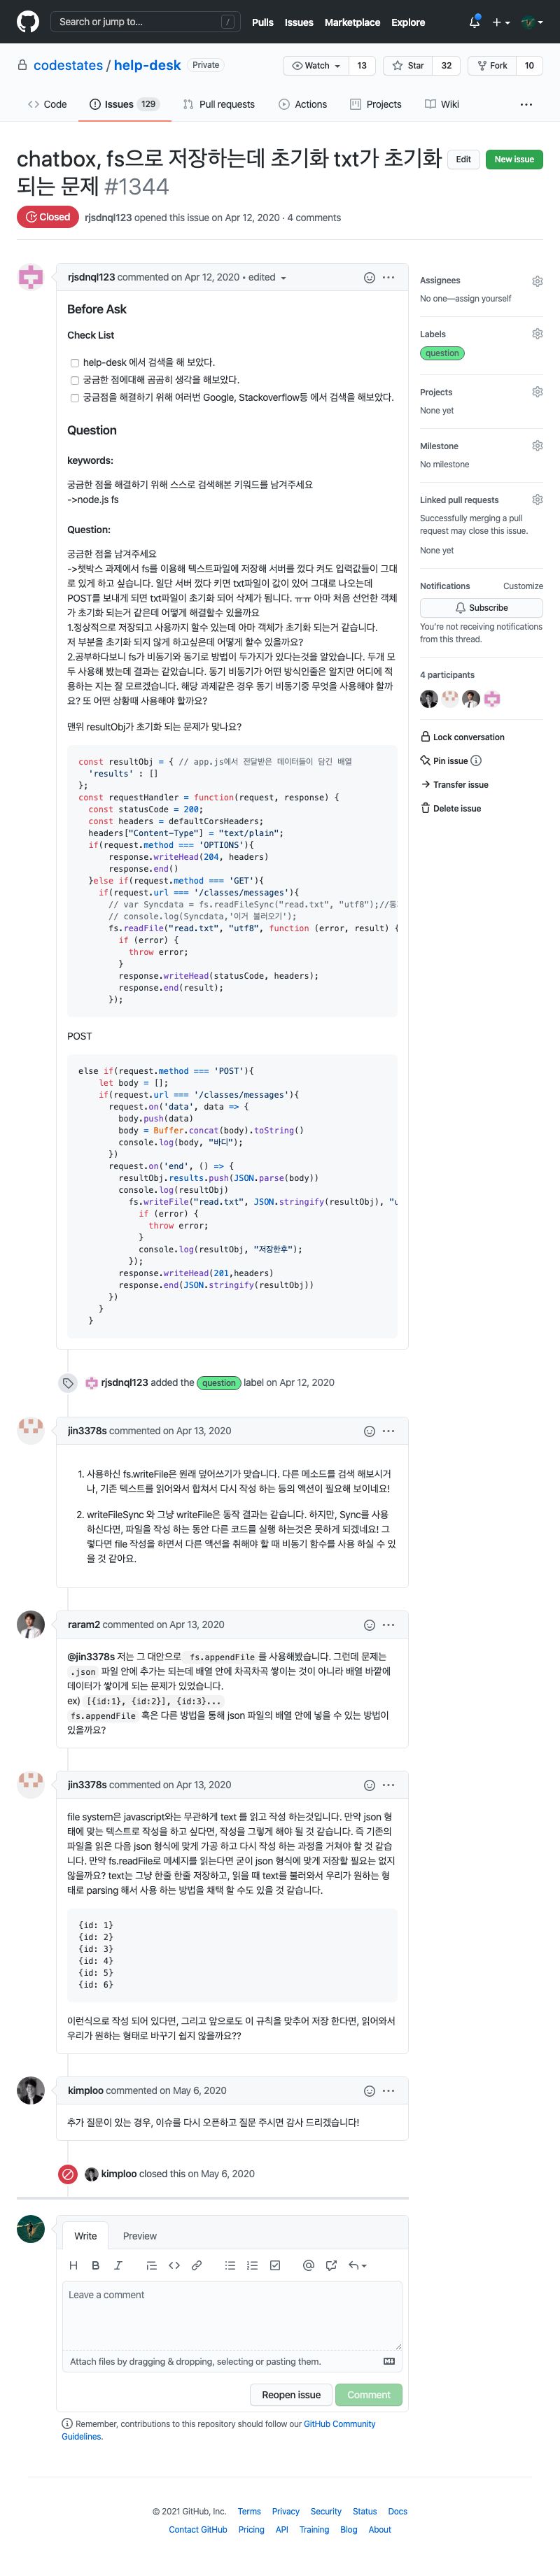 Search or jump to...
/
Pulls Issues Marketplace Explore
codestates / help-desk Private
Watch 13
Star 32
Fork 10
Code
Issues 129
Pull requests
Actions
Projects
Wiki
chatbox, fs으로 저장하는데 초기화 txt가 초기화
되는 문제 #1344
Edit
New issue
Closed
rjsdnql123 opened this issue on Apr 12, 2020 · 4 comments
rjsdnql123 commented on Apr 12, 2020 • edited
Before Ask
Check List
help-desk 에서 검색을 해 보았다.
궁금한 점에대해 곰곰히 생각을 해보았다.
궁금점을 해결하기 위해 여러번 Google, Stackoverflow등 에서 검색을 해보았다.
Question
keywords:
궁금한 점을 해결하기 위해 스스로 검색해본 키워드를 남겨주세요
->node.js fs
Question:
궁금한 점을 남겨주세요
->챗박스 과제에서 fs를 이용해 텍스트파일에 저장해 서버를 껐다 켜도 입력값들이 그대
로 있게 하고 싶습니다. 일단 서버 껐다 키면 txt파일이 값이 있어 그대로 나오는데
POST를 보내게 되면 txt파일이 초기화 되어 삭제가 됩니다. ㅠㅠ 아마 처음 선언한 객체
가 초기화 되는거 같은데 어떻게 해결할수 있을까요
1.정상적으로 저장되고 사용까지 할수 있는데 아마 객체가 초기화 되는거 같습니다.
저 부분을 초기화 되지 않게 하고싶은데 어떻게 할수 있을까요?
2.공부하다보니 fs가 비동기와 동기로 방법이 두가지가 있다는것을 알았습니다. 두개 모
두 사용해 봤는데 결과는 같았습니다. 동기 비동기가 어떤 방식인줄은 알지만 어디에 적
용하는 지는 잘 모르겠습니다. 해당 과제같은 경우 동기 비동기중 무엇을 사용해야 할까
요? 또 어떤 상황때 사용해야 할까요?
맨위 resultObj가 초기화 되는 문제가 맞나요?
const resultObj = { // app.js에서 전달받은 데이터들이 담긴 배열
'results' : []
};
const requestHandler = function(request, response) {
const statusCode = 200;
const headers = defaultCorsHeaders;
headers["Content-Type"] = "text/plain";
if(request.method === 'OPTIONS'){
response.writeHead(204, headers)
response.end()
}else if(request.method === 'GET'){
if(request.url === '/classes/messages'){
// var Syncdata = fs.readFileSync("read.txt", "utf8");//동
// console.log(Syncdata,'이거 불러오기');
fs.readFile("read.txt", "utf8", function (error, result) {
if (error) {
throw error;
}
response.writeHead(statusCode, headers);
response.end(result);
});
POST
else if(request.method === 'POST'){
let body = [];
if(request.url === '/classes/messages'){
request.on('data', data => {
body.push(data)
body = Buffer.concat(body).toString()
console.log(body, "바디");
})
request.on('end', () => {
resultObj.results.push(JSON.parse(body))
console.log(resultObj)
fs.writeFile("read.txt", JSON.stringify(resultObj), "u
if (error) {
throw error;
}
console.log(resultObj, "저장한후");
});
response.writeHead(201,headers)
response.end(JSON.stringify(resultObj))
})
}
}
rjsdnql123 added the question label on Apr 12, 2020
jin3378s commented on Apr 13, 2020
1. 사용하신 fs.writeFile은 원래 덮어쓰기가 맞습니다. 다른 메소드를 검색 해보시거
나, 기존 텍스트를 읽어와서 합쳐서 다시 작성 하는 등의 액션이 필요해 보이네요!
2. writeFileSync 와 그냥 writeFile은 동작 결과는 같습니다. 하지만, Sync를 사용
하신다면, 파일을 작성 하는 동안 다른 코드를 실행 하는것은 못하게 되겠네요! 그
렇다면 file 작성을 하면서 다른 액션을 취해야 할 때 비동기 함수를 사용 하실 수 있
을 것 같아요.
raram2 commented on Apr 13, 2020
@jin3378s 저는 그 대안으로 fs.appendFile 를 사용해봤습니다. 그런데 문제는
.json 파일 안에 추가는 되는데 배열 안에 차곡차곡 쌓이는 것이 아니라 배열 바깥에
데이터가 쌓이게 되는 문제가 있었습니다.
ex) [{id:1}, {id:2}], {id:3}...
fs.appendFile 혹은 다른 방법을 통해 json 파일의 배열 안에 넣을 수 있는 방법이
있을까요?
jin3378s commented on Apr 13, 2020
file system은 javascript와는 무관하게 text 를 읽고 작성 하는것입니다. 만약 json 형
태에 맞는 텍스트로 작성을 하고 싶다면, 작성을 그렇게 해야 될 것 같습니다. 즉 기존의
파일을 읽은 다음 json 형식에 맞게 가공 하고 다시 작성 하는 과정을 거쳐야 할 것 같습
니다. 만약 fs.readFile로 메세지를 읽는다면 굳이 json 형식에 맞게 저장할 필요는 없지
않을까요? text는 그냥 한줄 한줄 저장하고, 읽을 때 text를 불러와서 우리가 원하는 형
태로 parsing 해서 사용 하는 방법을 채택 할 수도 있을 것 같습니다.
{id: 1}
{id: 2}
{id: 3}
{id: 4}
{id: 5}
{id: 6}
이런식으로 작성 되어 있다면, 그리고 앞으로도 이 규칙을 맞추어 저장 한다면, 읽어와서
우리가 원하는 형태로 바꾸기 쉽지 않을까요??
kimploo commented on May 6, 2020
추가 질문이 있는 경우, 이슈를 다시 오픈하고 질문 주시면 감사 드리겠습니다!
kimploo closed this on May 6, 2020
Write Preview
Leave a comment
Attach files by dragging & dropping, selecting or pasting them.
Reopen issue
Comment
Remember, contributions to this repository should follow our GitHub Community
Guidelines.
Assignees
No one—assign yourself
Labels
question
Projects
None yet
Milestone
No milestone
Linked pull requests
Successfully merging a pull
request may close this issue.
None yet
Notifications Customize
Subscribe
You're not receiving notifications
from this thread.
4 participants
Lock conversation
Pin issue
Transfer issue
Delete issue
© 2021 GitHub, Inc. Terms Privacy Security Status Docs
Contact GitHub Pricing API Training Blog About